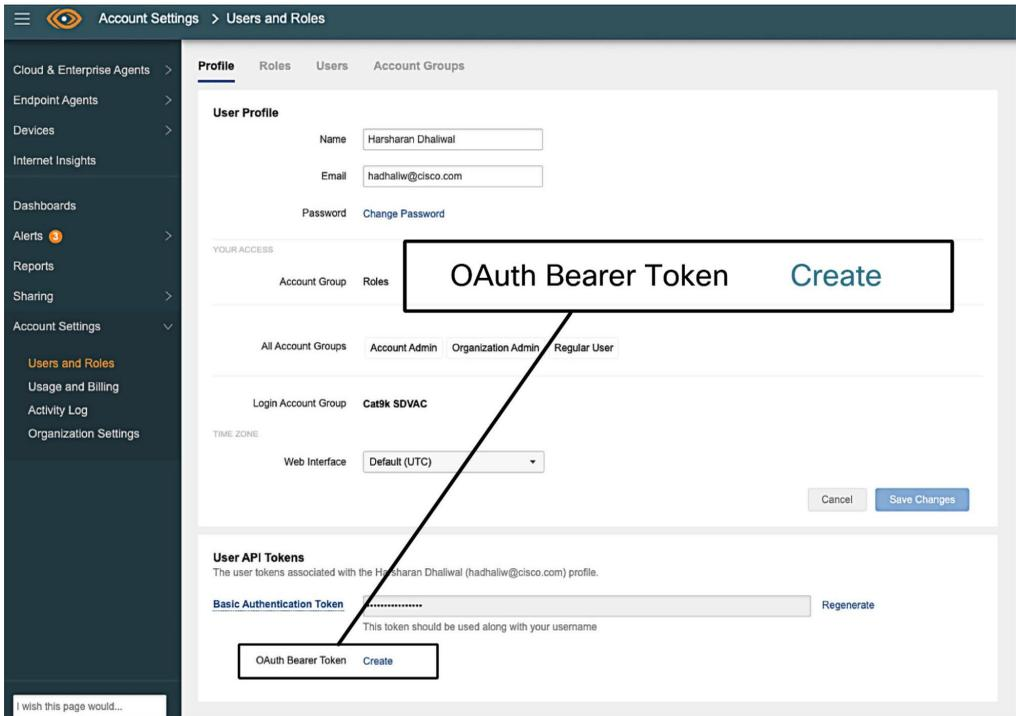 Account Settings > Users and Roles
Cloud & Enterprise Agents >
Endpoint Agents >
Devices >
Internet Insights
Dashboards
Alerts 3 >
Reports
Sharing >
Account Settings
Users and Roles
Usage and Billing
Activity Log
Organization Settings
I wish this page would...
Profile Roles Users Account Groups
User Profile
Name Harsharan Dhaliwal
Email hadhaliw@cisco.com
Password Change Password
YOUR ACCESS
Account Group Roles
OAuth Bearer Token Create
All Account Groups Account Admin Organization Admin Regular User
Login Account Group Cat9k SDVAC
TIME ZONE
Web Interface Default (UTC)
Cancel Save Changes
User API Tokens
The user tokens associated with the Harsharan Dhaliwal (hadhaliw@cisco.com) profile.
Basic Authentication Token •••••••••••••••• Regenerate
This token should be used along with your username
OAuth Bearer Token Create